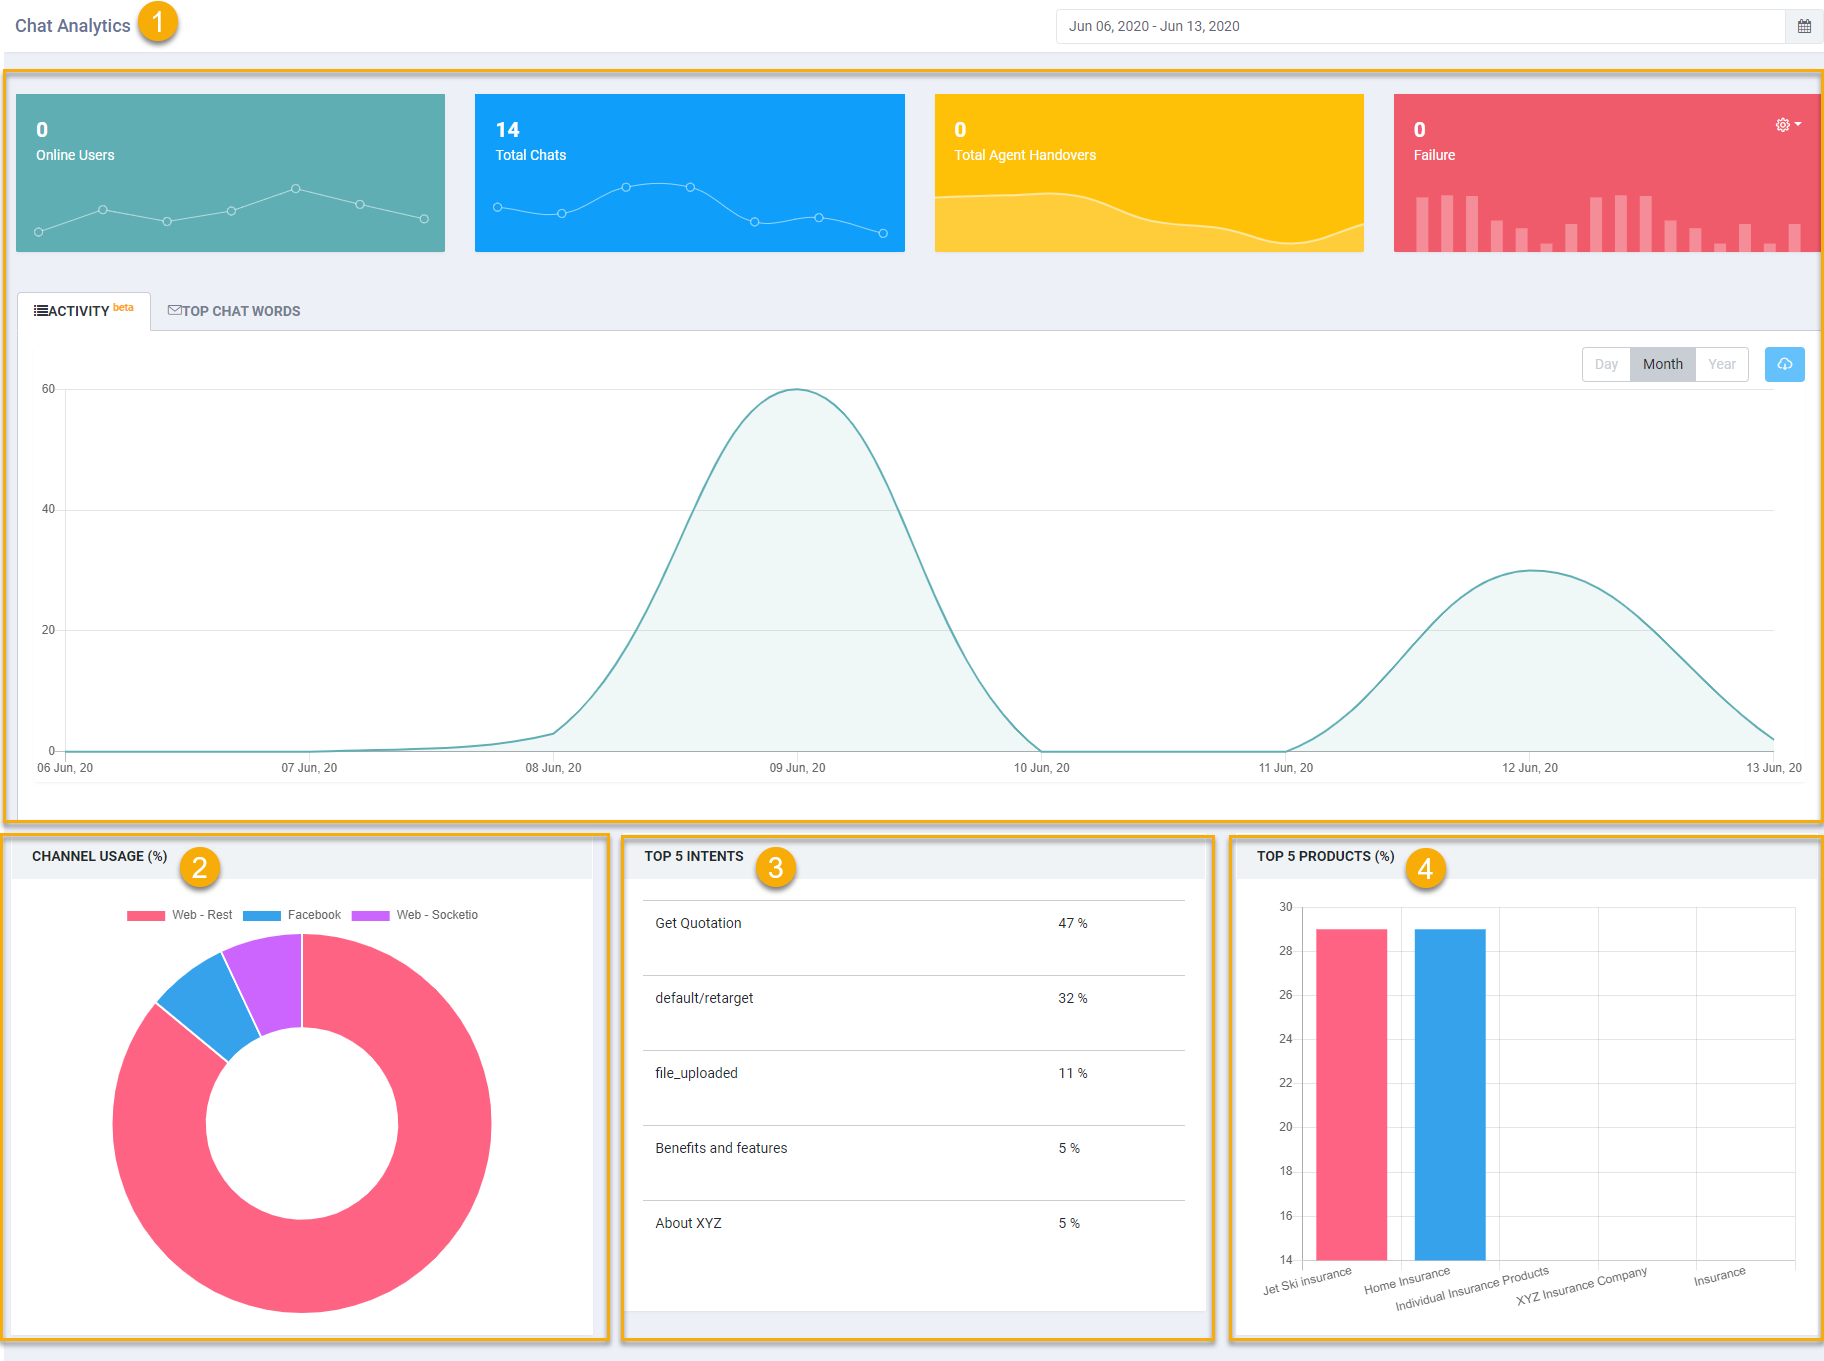 Chat Analytics
1
Jun 06, 2020 - Jun 13, 2020
0
Online Users
14
Total Chats
0
Total Agent Handovers
0
Failure
ACTIVITY beta
TOP CHAT WORDS
Day Month Year
60
40
20
0
06 Jun, 20 07 Jun, 20 08 Jun, 20 09 Jun, 20 10 Jun, 20 11 Jun, 20 12 Jun, 20 13 Jun, 20
CHANNEL USAGE (%)
2
Web - Rest Facebook Web - Socketio
TOP 5 INTENTS
3
Get Quotation 47 %
default/retarget 32 %
file_uploaded 11 %
Benefits and features 5 %
About XYZ 5 %
TOP 5 PRODUCTS (%)
4
30
28
26
24
22
20
18
16
14
Jet Ski insurance
Home Insurance
Individual Insurance Products
XYZ Insurance Company
Insurance